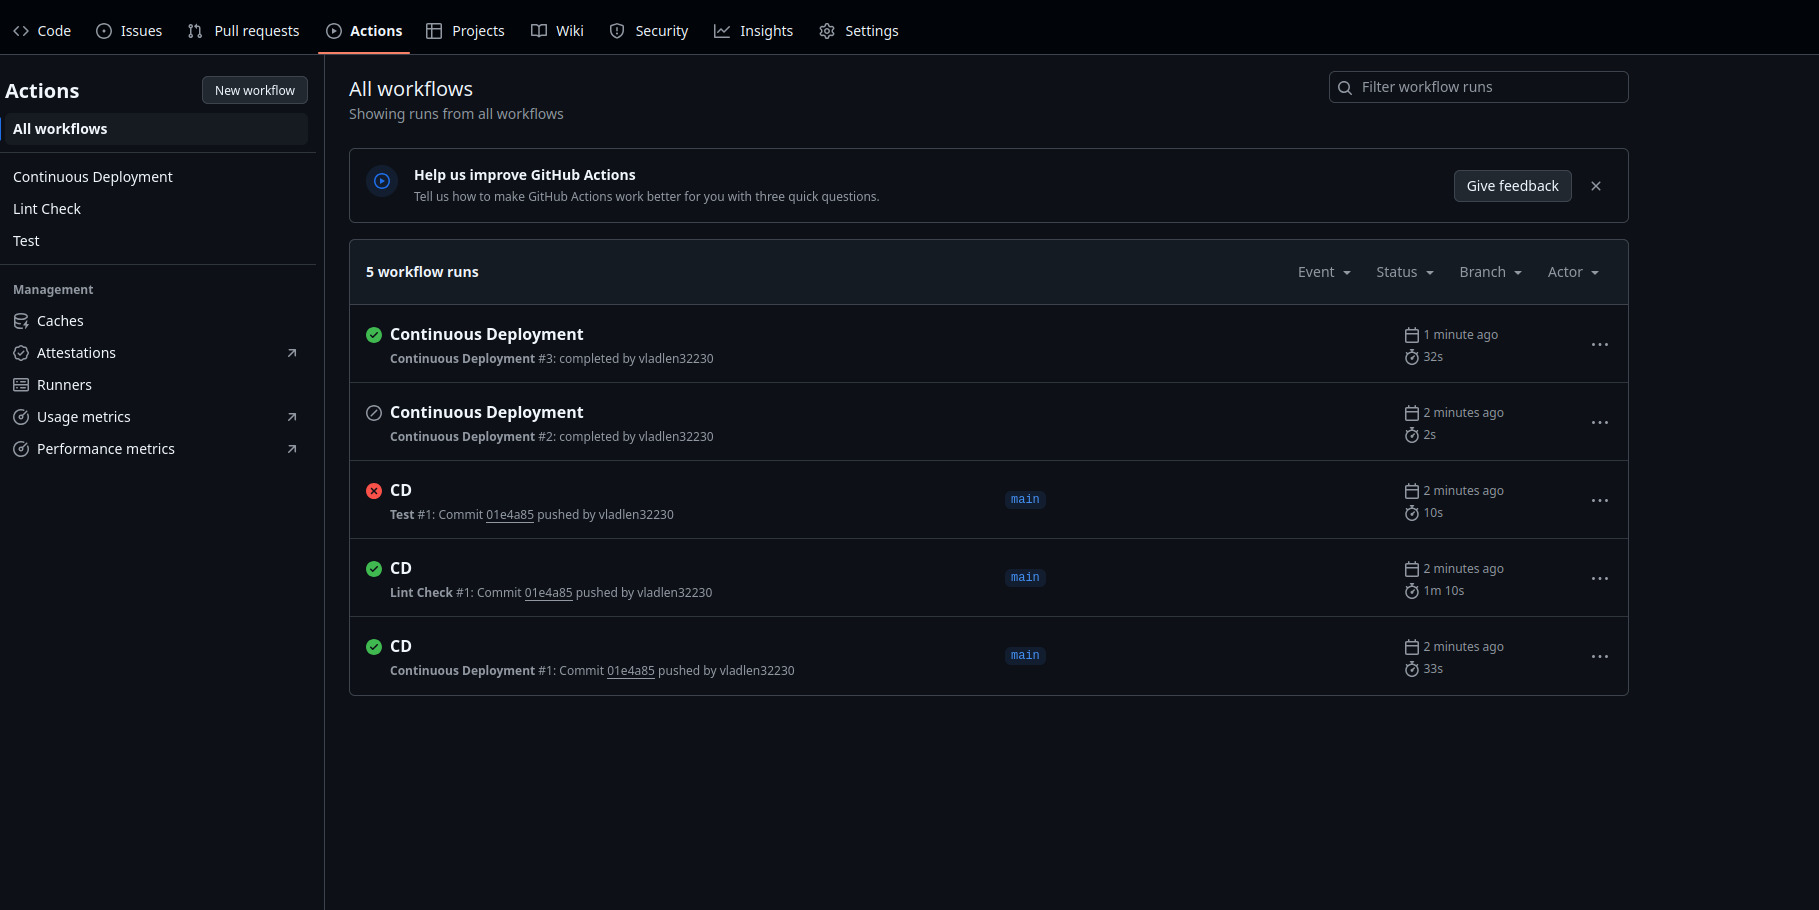 Code Issues Pull requests Actions Projects Wiki Security Insights Settings
Actions
New workflow
All workflows
Continuous Deployment
Lint Check
Test
Management
Caches
Attestations
Runners
Usage metrics
Performance metrics
All workflows
Showing runs from all workflows
Filter workflow runs
Help us improve GitHub Actions
Tell us how to make GitHub Actions work better for you with three quick questions.
Give feedback
5 workflow runs
Event Status Branch Actor
Continuous Deployment
Continuous Deployment #3: completed by vladlen32230
1 minute ago
32s
Continuous Deployment
Continuous Deployment #2: completed by vladlen32230
2 minutes ago
2s
CD
Test #1: Commit 01e4a85 pushed by vladlen32230
main
2 minutes ago
10s
CD
Lint Check #1: Commit 01e4a85 pushed by vladlen32230
main
2 minutes ago
1m 10s
CD
Continuous Deployment #1: Commit 01e4a85 pushed by vladlen32230
main
2 minutes ago
33s